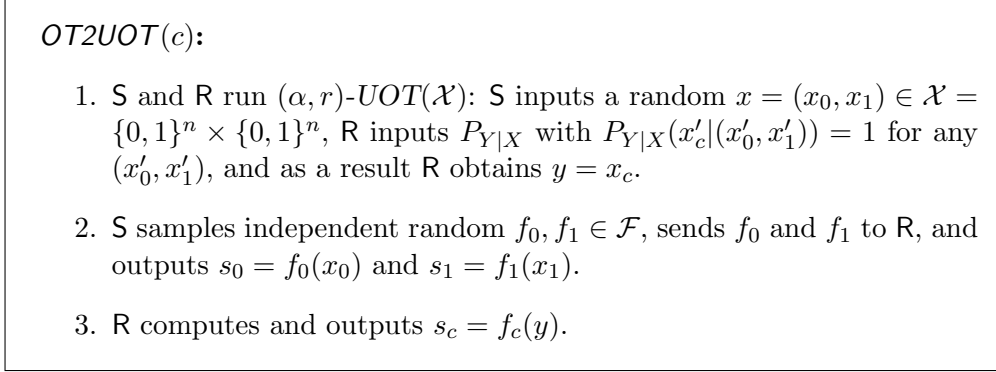 OT2UOT(c):
1. S and R run (α, r)-UOT(𝒳): S inputs a random x = (x₀, x₁) ∈ 𝒳 =
{0, 1}ⁿ × {0, 1}ⁿ, R inputs P_{Y|X} with P_{Y|X}(x′_c|(x′₀, x′₁)) = 1 for any
(x′₀, x′₁), and as a result R obtains y = x_c.
2. S samples independent random f₀, f₁ ∈ ℱ, sends f₀ and f₁ to R, and
outputs s₀ = f₀(x₀) and s₁ = f₁(x₁).
3. R computes and outputs s_c = f_c(y).